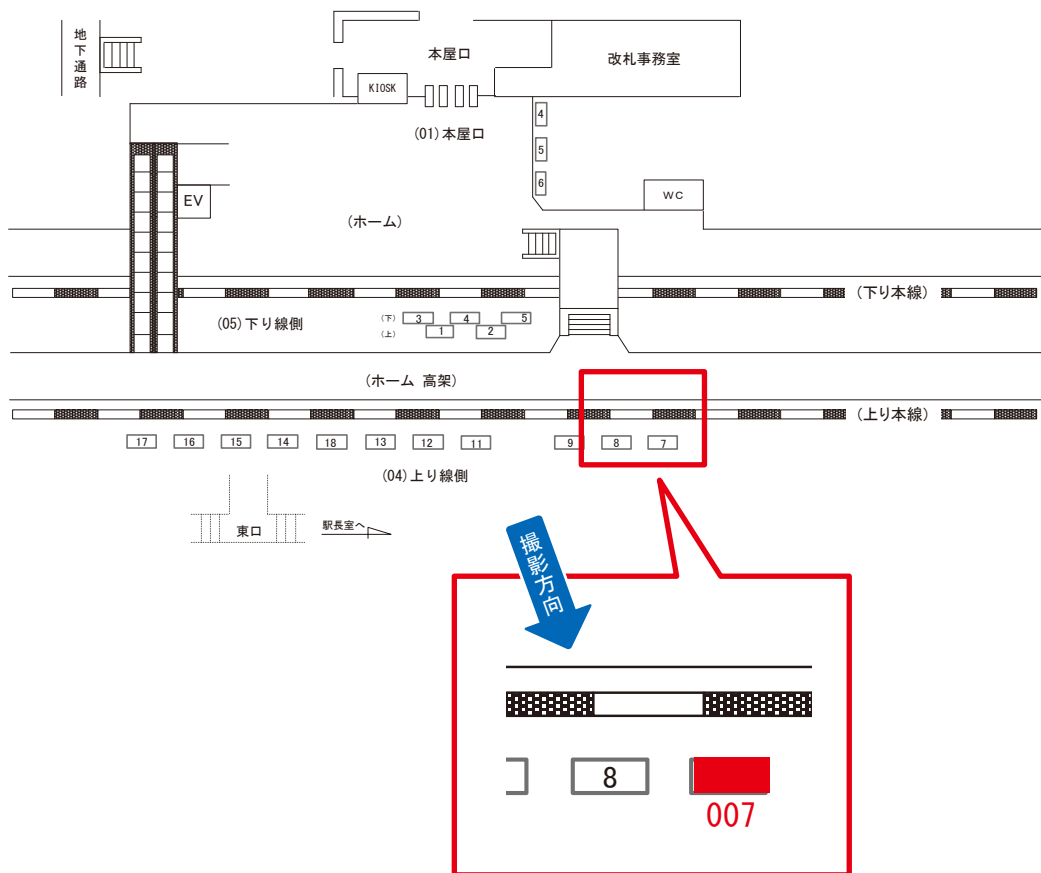 地下通路
本屋口
改札事務室
KIOSK
(01)本屋口
4
5
6
WC
EV
(ホーム)
(下り本線)
(05)下り線側
(下)
3
4
5
(上)
1
2
(ホーム 高架)
(上り本線)
17
16
15
14
18
13
12
11
9
8
7
(04)上り線側
東口
駅長室へ
撮影方向
8
007